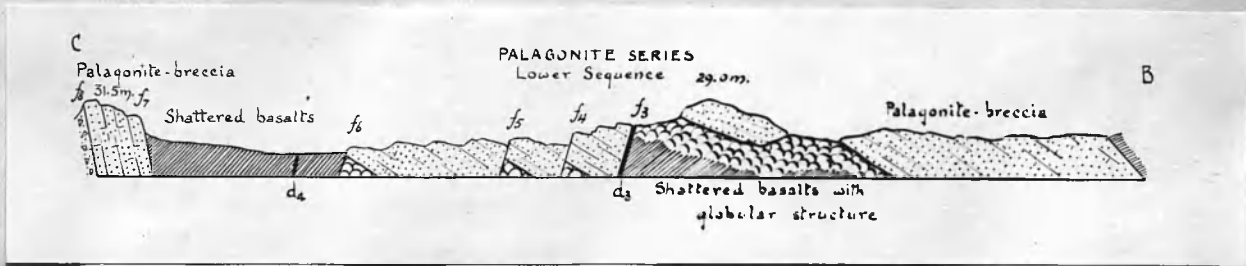 C
PALAGONITE SERIES
Lower Sequence
29.0m.
B
Palagonite-breccia
f8 31.5m. f7
Shattered basalts
f6
f5
f4
f3
Palagonite-breccia
d4
d3
Shattered basalts with
globular structure